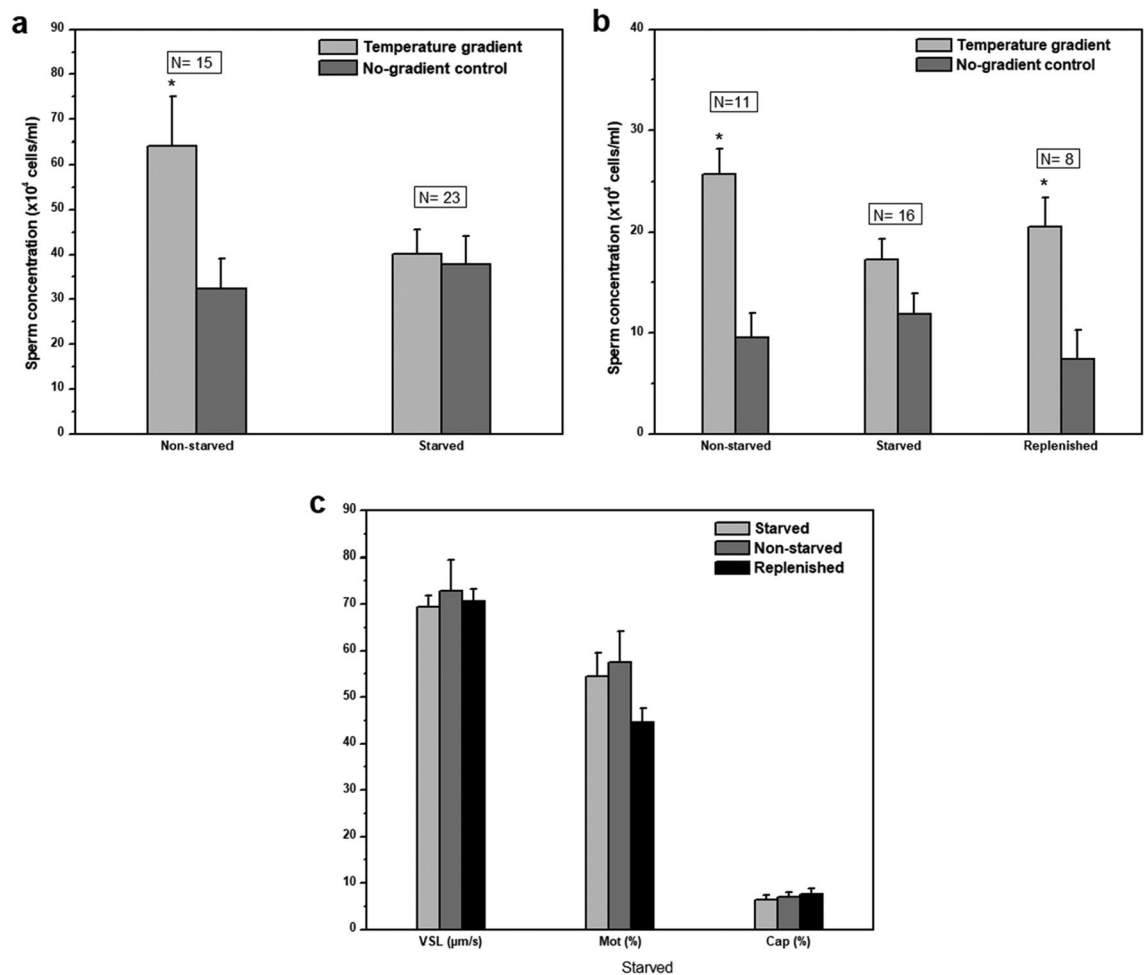 a
Sperm concentration (x10⁴ cells/ml)
90
80
70
60
50
40
30
20
10
0
Temperature gradient
No-gradient control
N= 15
*
N= 23
Non-starved
Starved
b
Sperm concentration (x10⁴ cells/ml)
40
30
20
10
0
Temperature gradient
No-gradient control
N=11
*
N= 16
N= 8
*
Non-starved
Starved
Replenished
c
90
80
70
60
50
40
30
20
10
0
Starved
Non-starved
Replenished
VSL (µm/s)
Mot (%)
Cap (%)
Starved